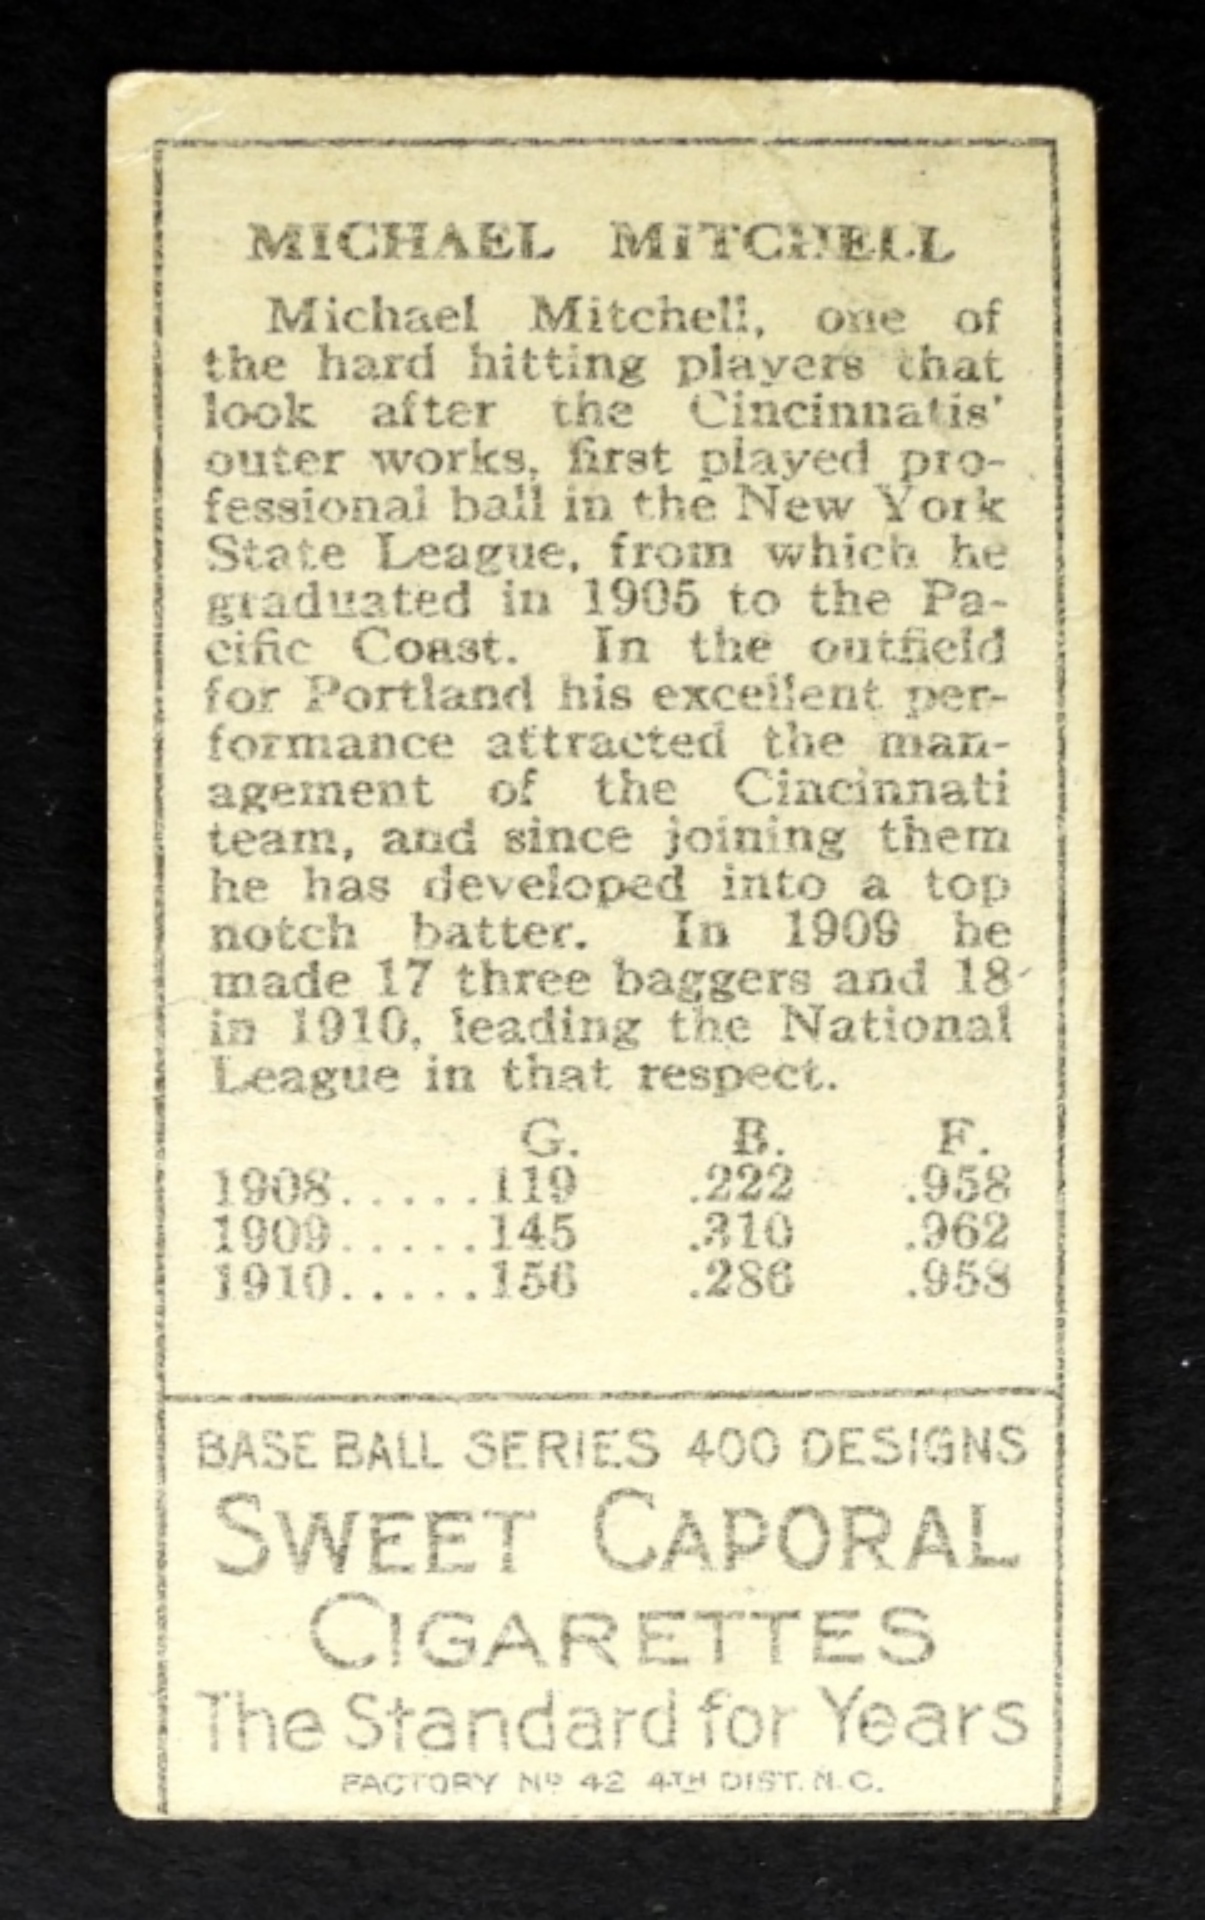 MICHAEL MITCHELL
Michael Mitchell, one of
the hard hitting players that
look after the Cincinnatis'
outer works, first played pro-
fessional ball in the New York
State League, from which he
graduated in 1905 to the Pa-
cific Coast. In the outfield
for Portland his excellent per-
formance attracted the man-
agement of the Cincinnati
team, and since joining them
he has developed into a top
notch batter. In 1909 he
made 17 three baggers and 18
in 1910, leading the National
League in that respect.
G. B. F.
1908.....119 .222 .958
1909.....145 .310 .962
1910.....156 .286 .958
BASE BALL SERIES 400 DESIGNS
SWEET CAPORAL
CIGARETTES
The Standard for Years
FACTORY No 42 4TH DIST. N.C.